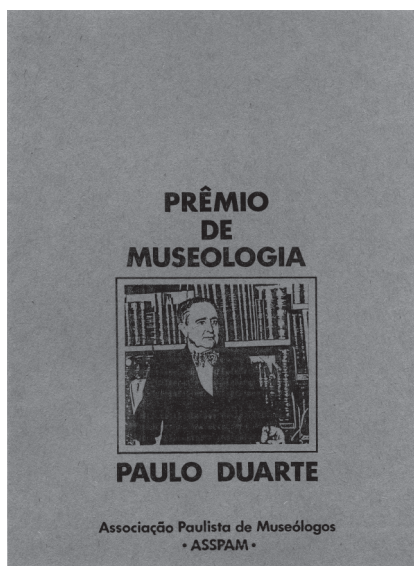 PRÊMIO
DE
MUSEOLOGIA
PAULO DUARTE
Associação Paulista de Museólogos
• ASSPAM •